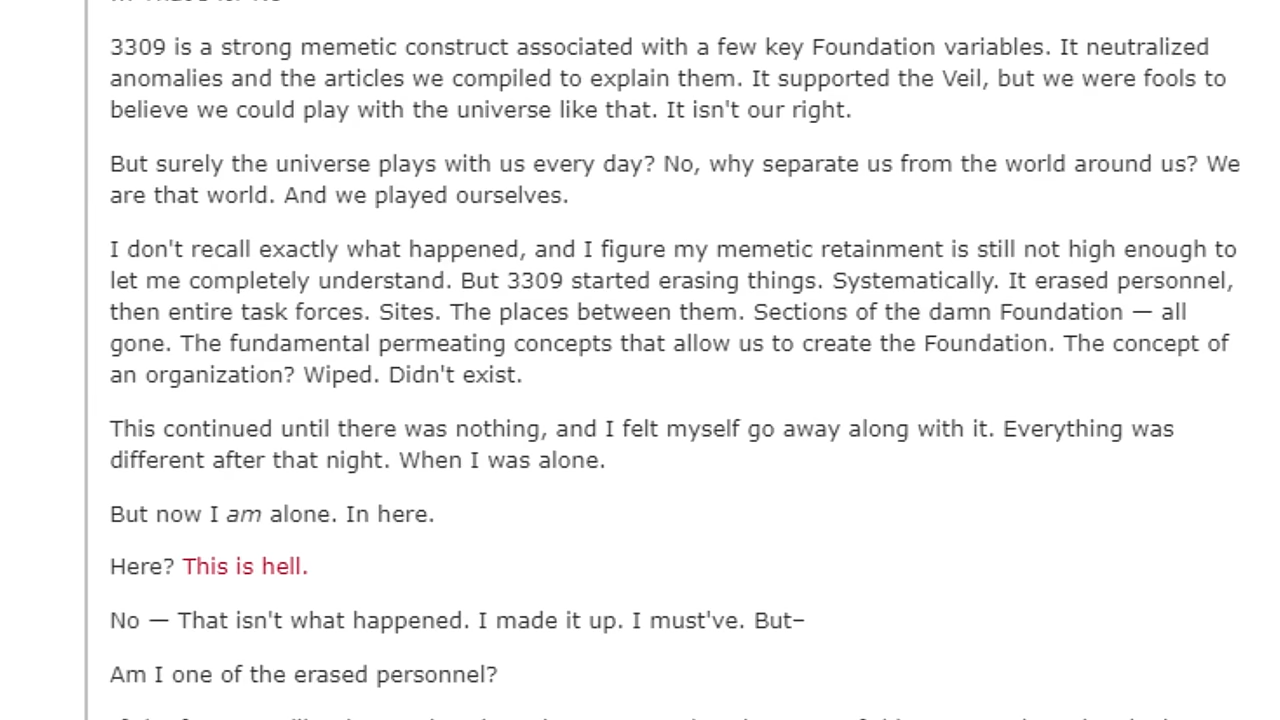 3309 is a strong memetic construct associated with a few key Foundation variables. It neutralized
anomalies and the articles we compiled to explain them. It supported the Veil, but we were fools to
believe we could play with the universe like that. It isn't our right.
But surely the universe plays with us every day? No, why separate us from the world around us? We
are that world. And we played ourselves.
I don't recall exactly what happened, and I figure my memetic retainment is still not high enough to
let me completely understand. But 3309 started erasing things. Systematically. It erased personnel,
then entire task forces. Sites. The places between them. Sections of the damn Foundation — all
gone. The fundamental permeating concepts that allow us to create the Foundation. The concept of
an organization? Wiped. Didn't exist.
This continued until there was nothing, and I felt myself go away along with it. Everything was
different after that night. When I was alone.
But now I am alone. In here.
Here? This is hell.
No — That isn't what happened. I made it up. I must've. But–
Am I one of the erased personnel?